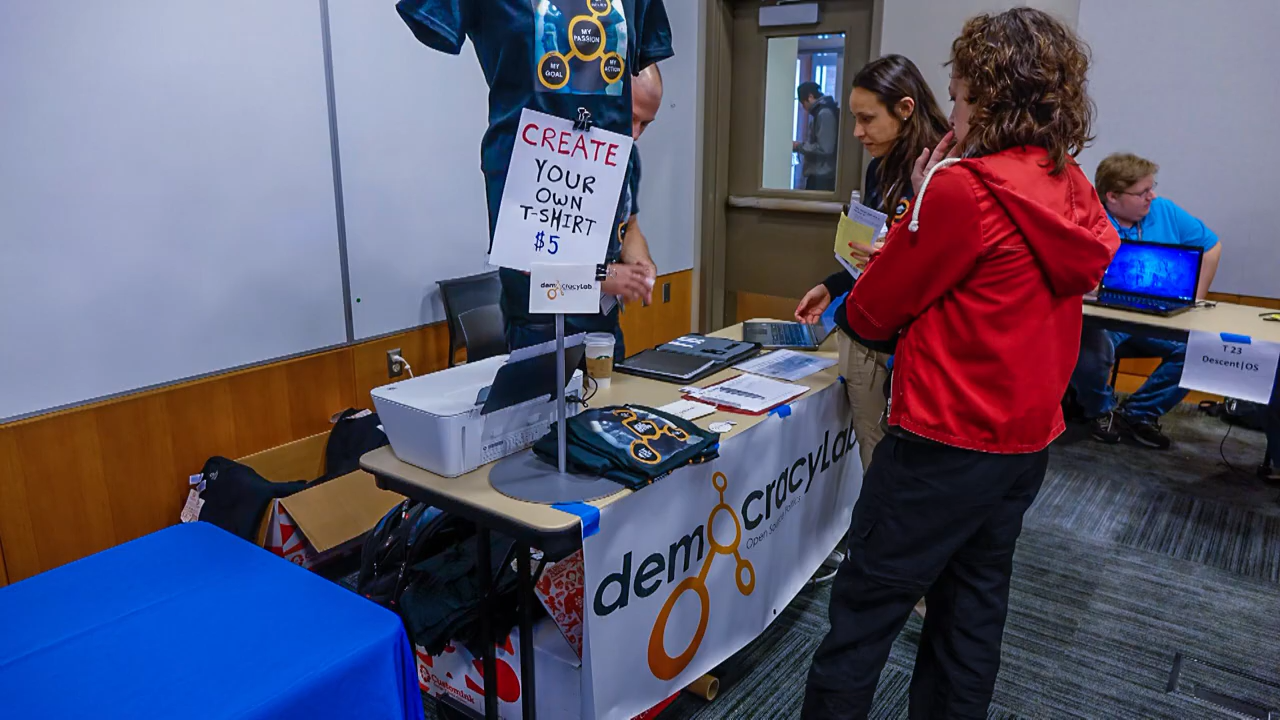 MY
PASSION
MY
GOAL
MY
ACTION
CREATE
YOUR
OWN
T-SHIRT
$5
democracyLab
democracyLab
Open Source Politics
T 23
Descent|OS
CustomInk